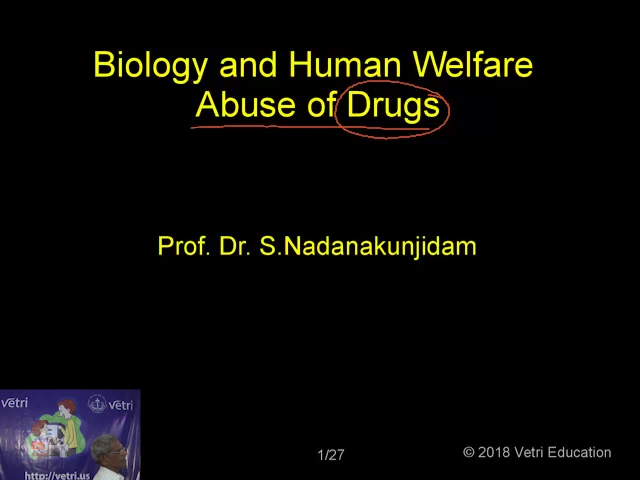 Biology and Human Welfare
Abuse of Drugs
Prof. Dr. S.Nadanakunjidam
vetri
vetri
http://vetri.us
1/27
© 2018 Vetri Education